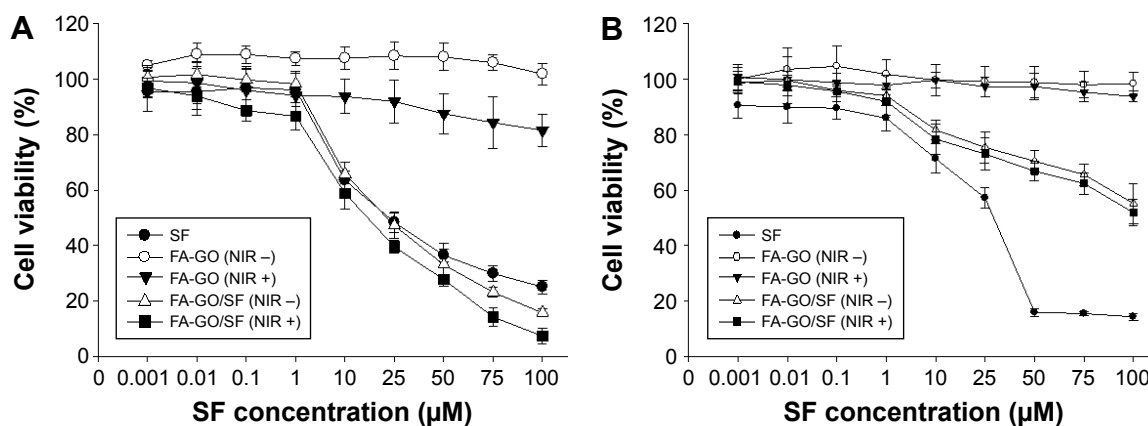 A
Cell viability (%)
120
100
80
60
40
20
0
SF
FA-GO (NIR –)
FA-GO (NIR +)
FA-GO/SF (NIR –)
FA-GO/SF (NIR +)
0 0.001 0.01 0.1 1 10 25 50 75 100
SF concentration (µM)
B
Cell viability (%)
120
100
80
60
40
20
0
SF
FA-GO (NIR –)
FA-GO (NIR +)
FA-GO/SF (NIR –)
FA-GO/SF (NIR +)
0 0.001 0.01 0.1 1 10 25 50 75 100
SF concentration (µM)